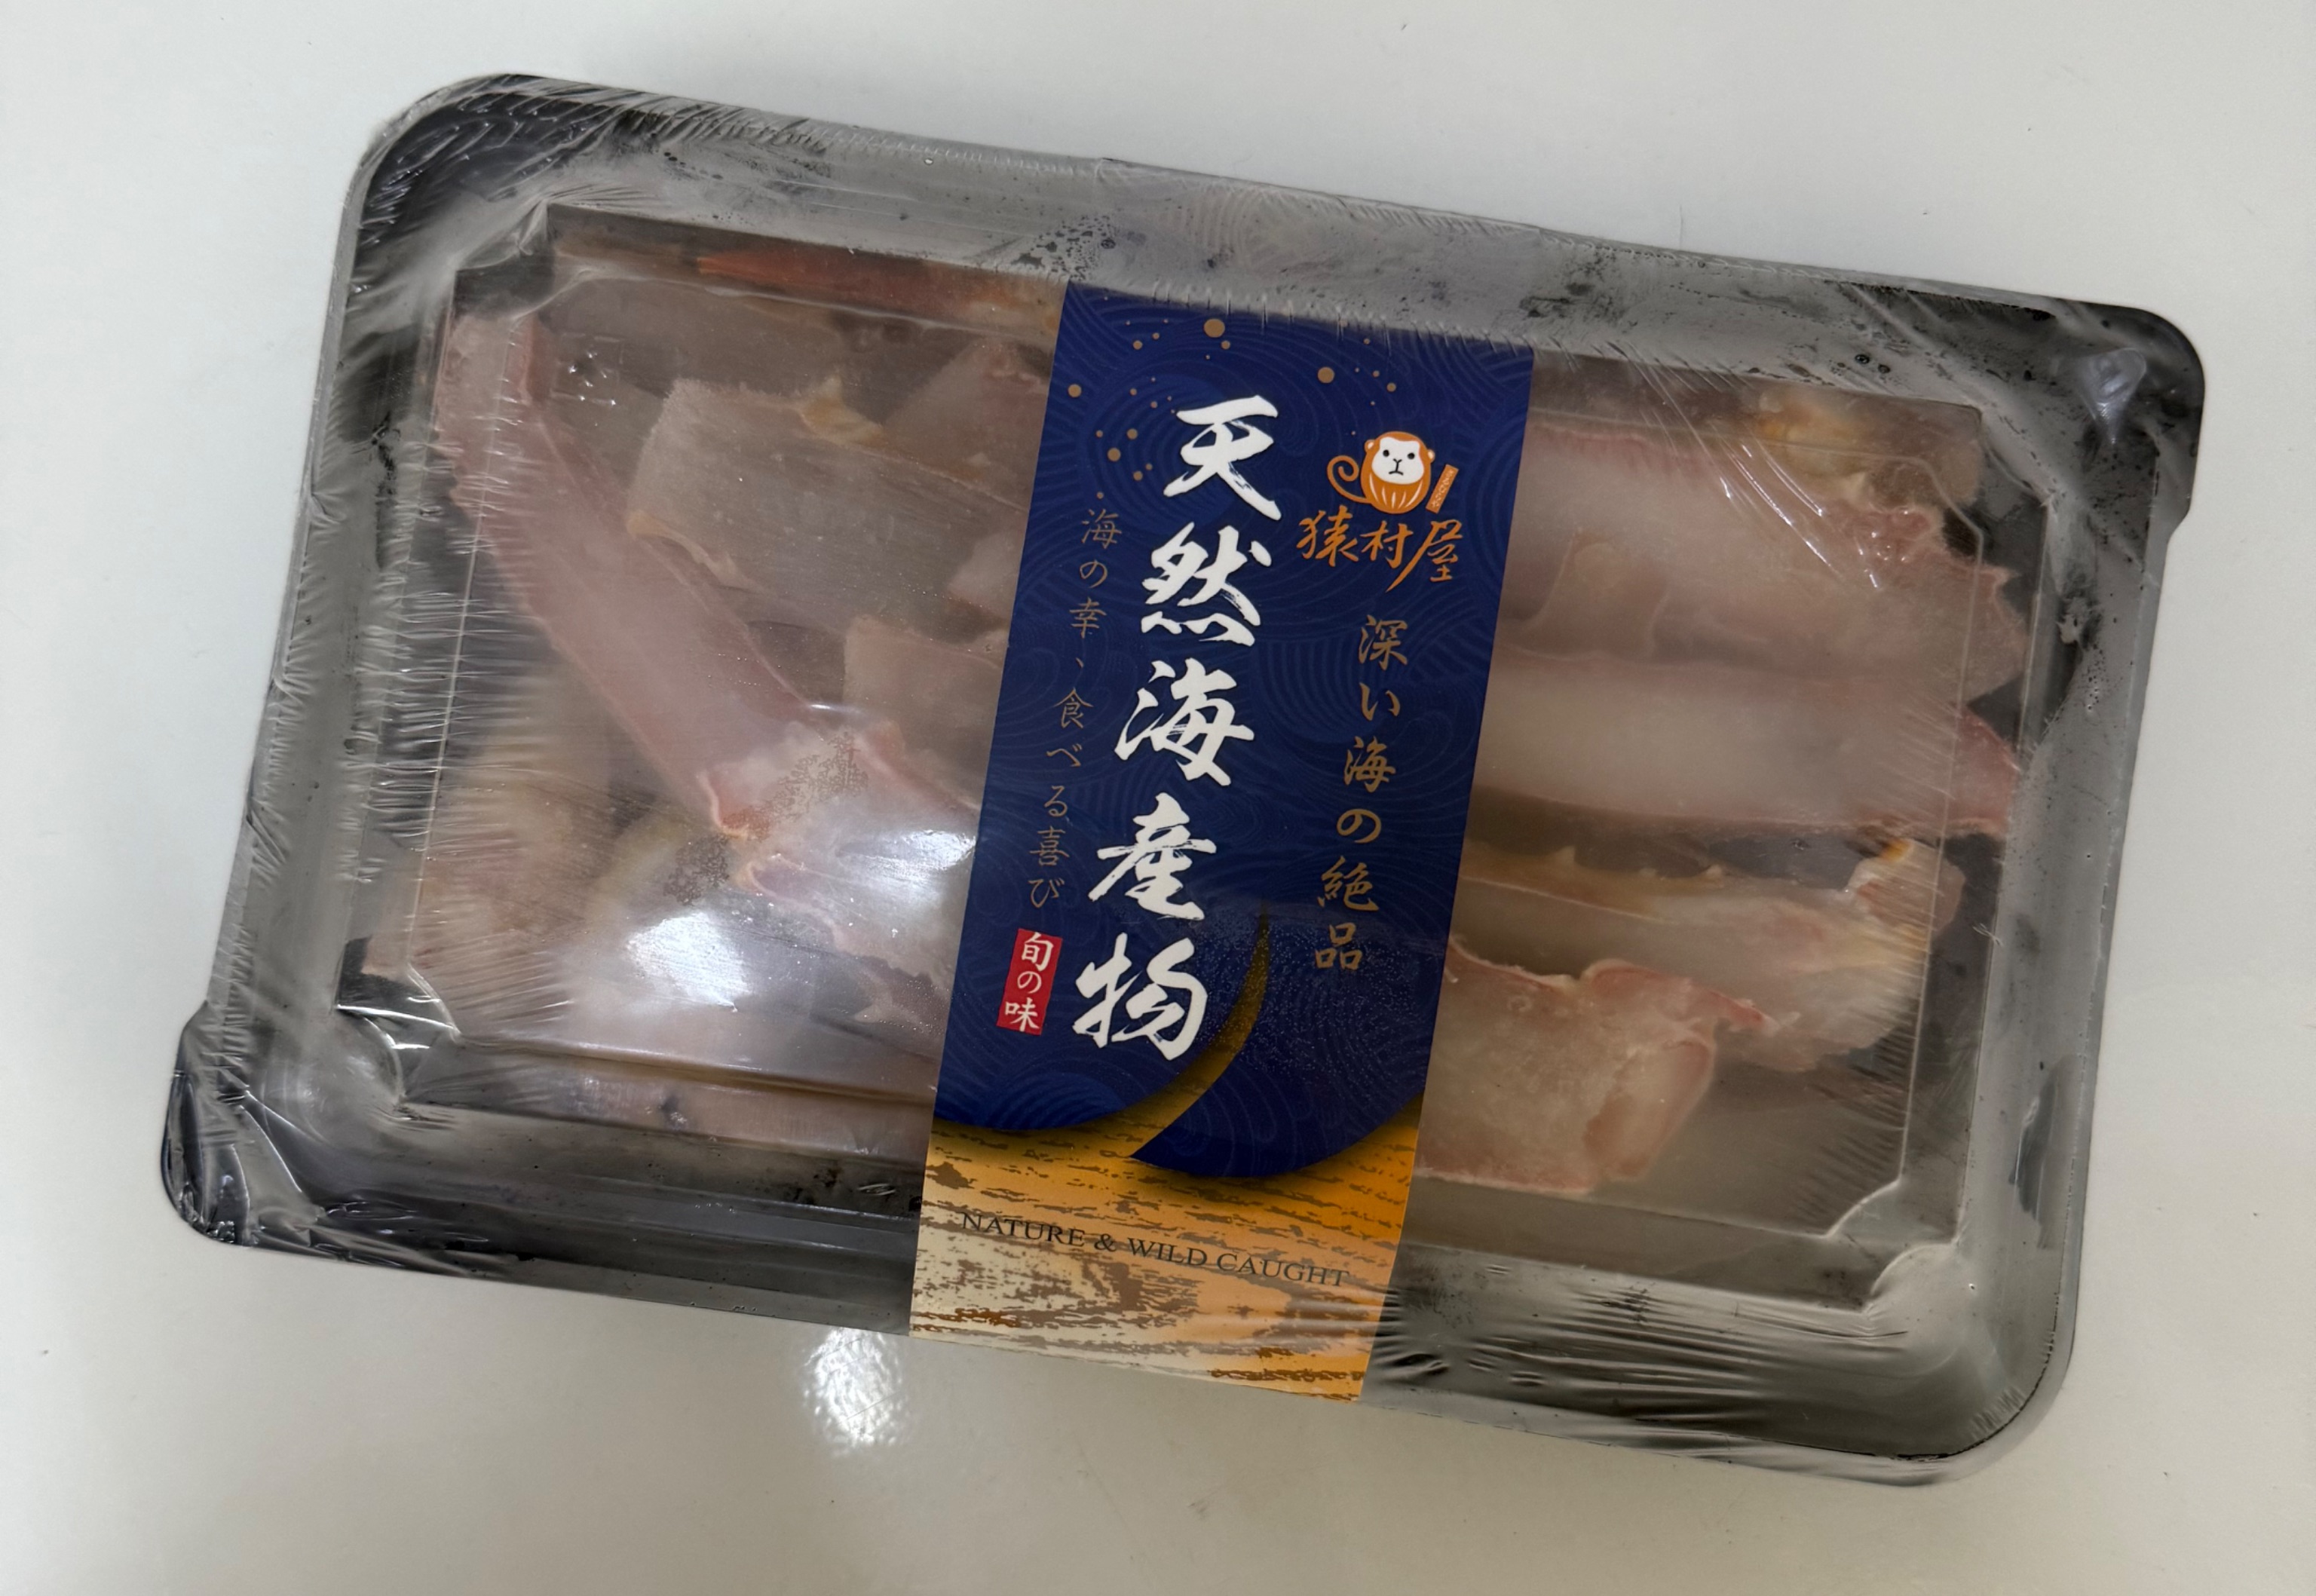 猿村屋
深い海の絶品
天然海産物
海の幸、食べる喜び
旬の味
NATURE & WILD CAUGHT